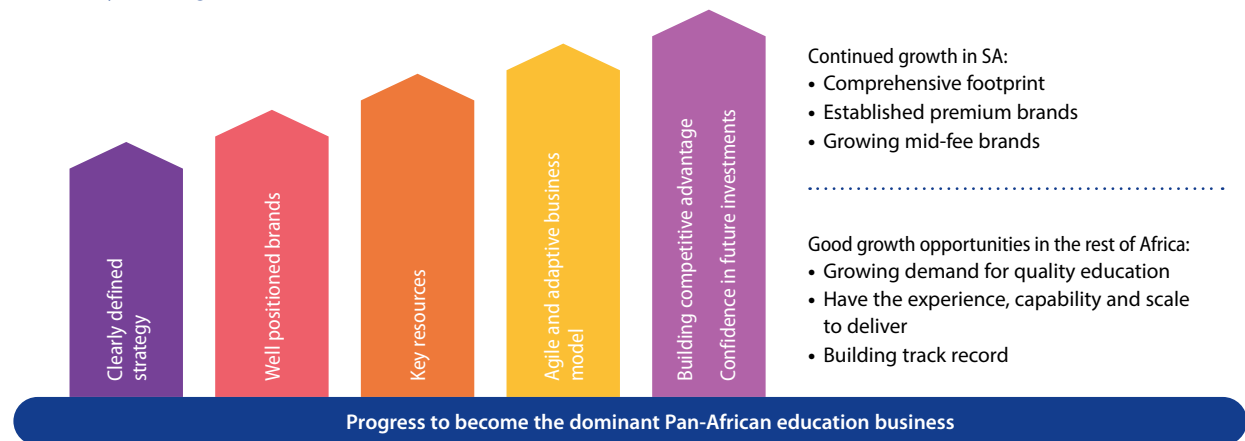 Clearly defined
strategy
Well positioned brands
Key resources
Agile and adaptive business
model
Building competitive advantage
Confidence in future investments
Continued growth in SA:
• Comprehensive footprint
• Established premium brands
• Growing mid-fee brands
Good growth opportunities in the rest of Africa:
• Growing demand for quality education
• Have the experience, capability and scale
to deliver
• Building track record
Progress to become the dominant Pan-African education business